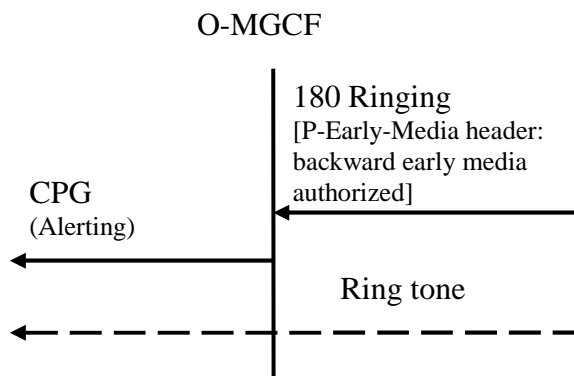 O-MGCF
180 Ringing
[P-Early-Media header:
backward early media
authorized]
CPG
(Alerting)
Ring tone